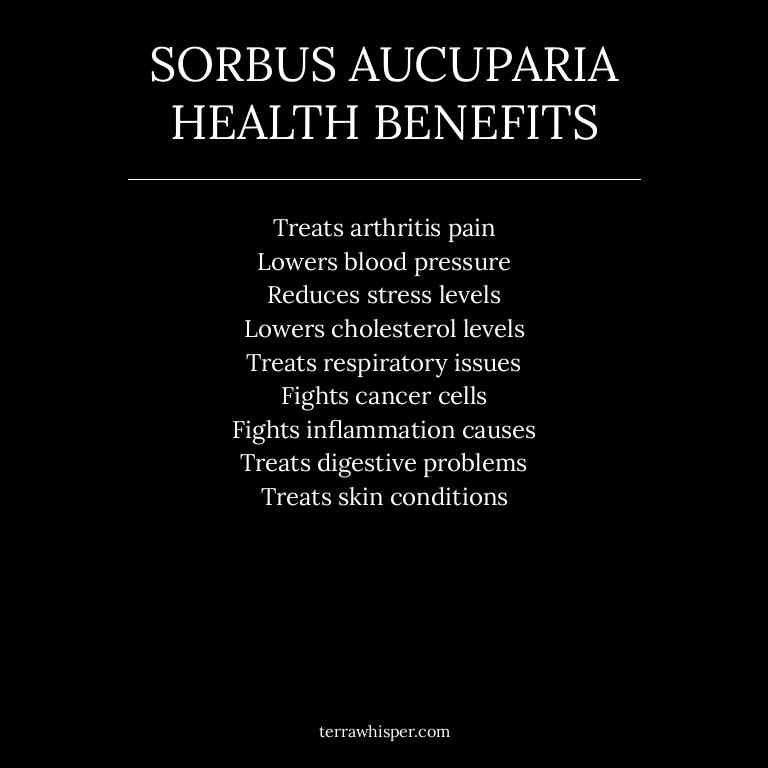 SORBUS AUCUPARIA
HEALTH BENEFITS
Treats arthritis pain
Lowers blood pressure
Reduces stress levels
Lowers cholesterol levels
Treats respiratory issues
Fights cancer cells
Fights inflammation causes
Treats digestive problems
Treats skin conditions
terrawhisper.com